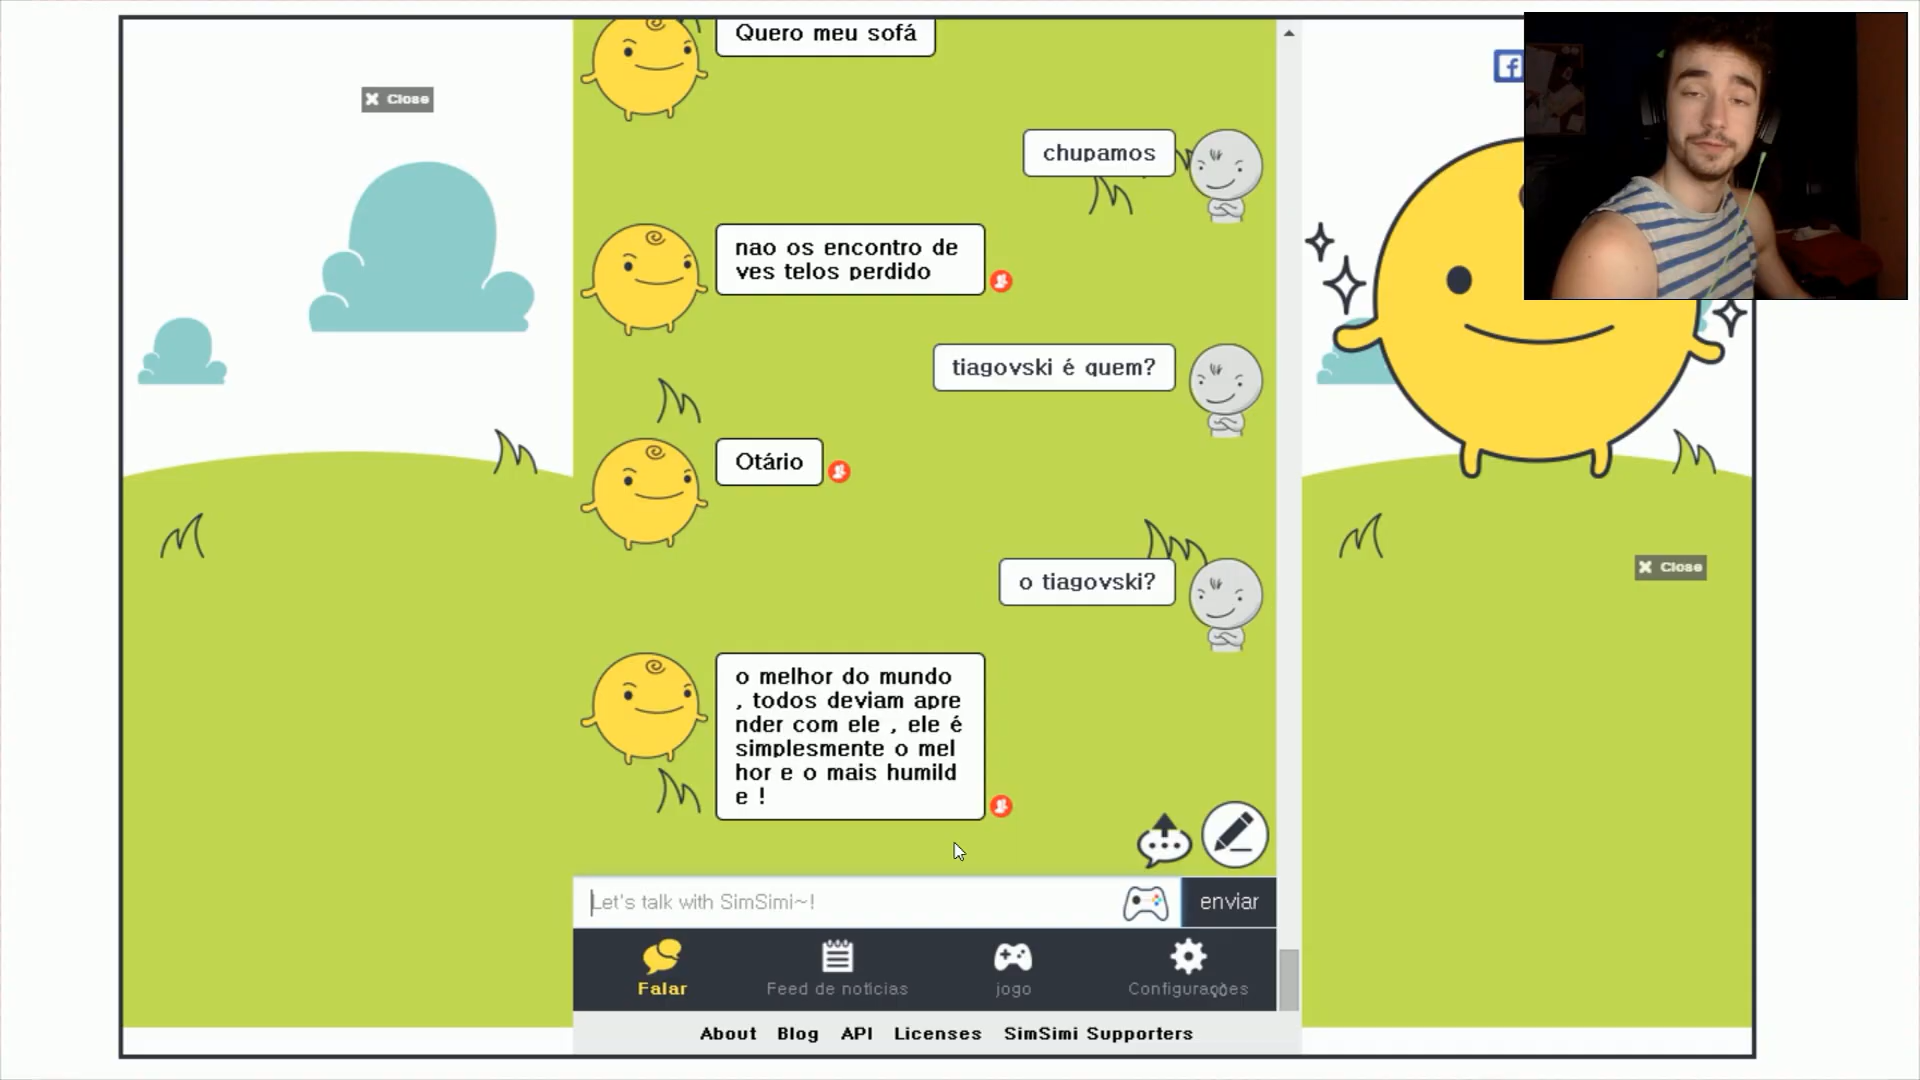 Quero meu sofá
Close
chupamos
nao os encontro de
ves telos perdido
tiagovski é quem?
Otário
Close
o tiagovski?
o melhor do mundo
, todos deviam apre
nder com ele , ele é
simplesmente o mel
hor e o mais humild
e !
Let's talk with SimSimi~!
enviar
Falar
Feed de notícias
jogo
Configurações
About Blog API Licenses SimSimi Supporters